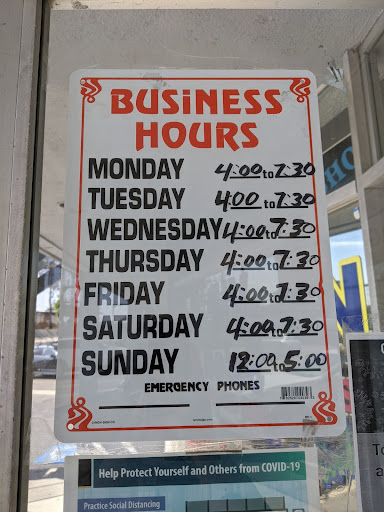 BUSINESS
HOURS
MONDAY 4:00 to 7:30
TUESDAY 4:00 to 7:30
WEDNESDAY 4:00 to 7:30
THURSDAY 4:00 to 7:30
FRIDAY 4:00 to 7:30
SATURDAY 4:00 to 7:30
SUNDAY 12:00 to 5:00
EMERGENCY PHONES
Help Protect Yourself and Others from COVID-19
Practice Social Distancing